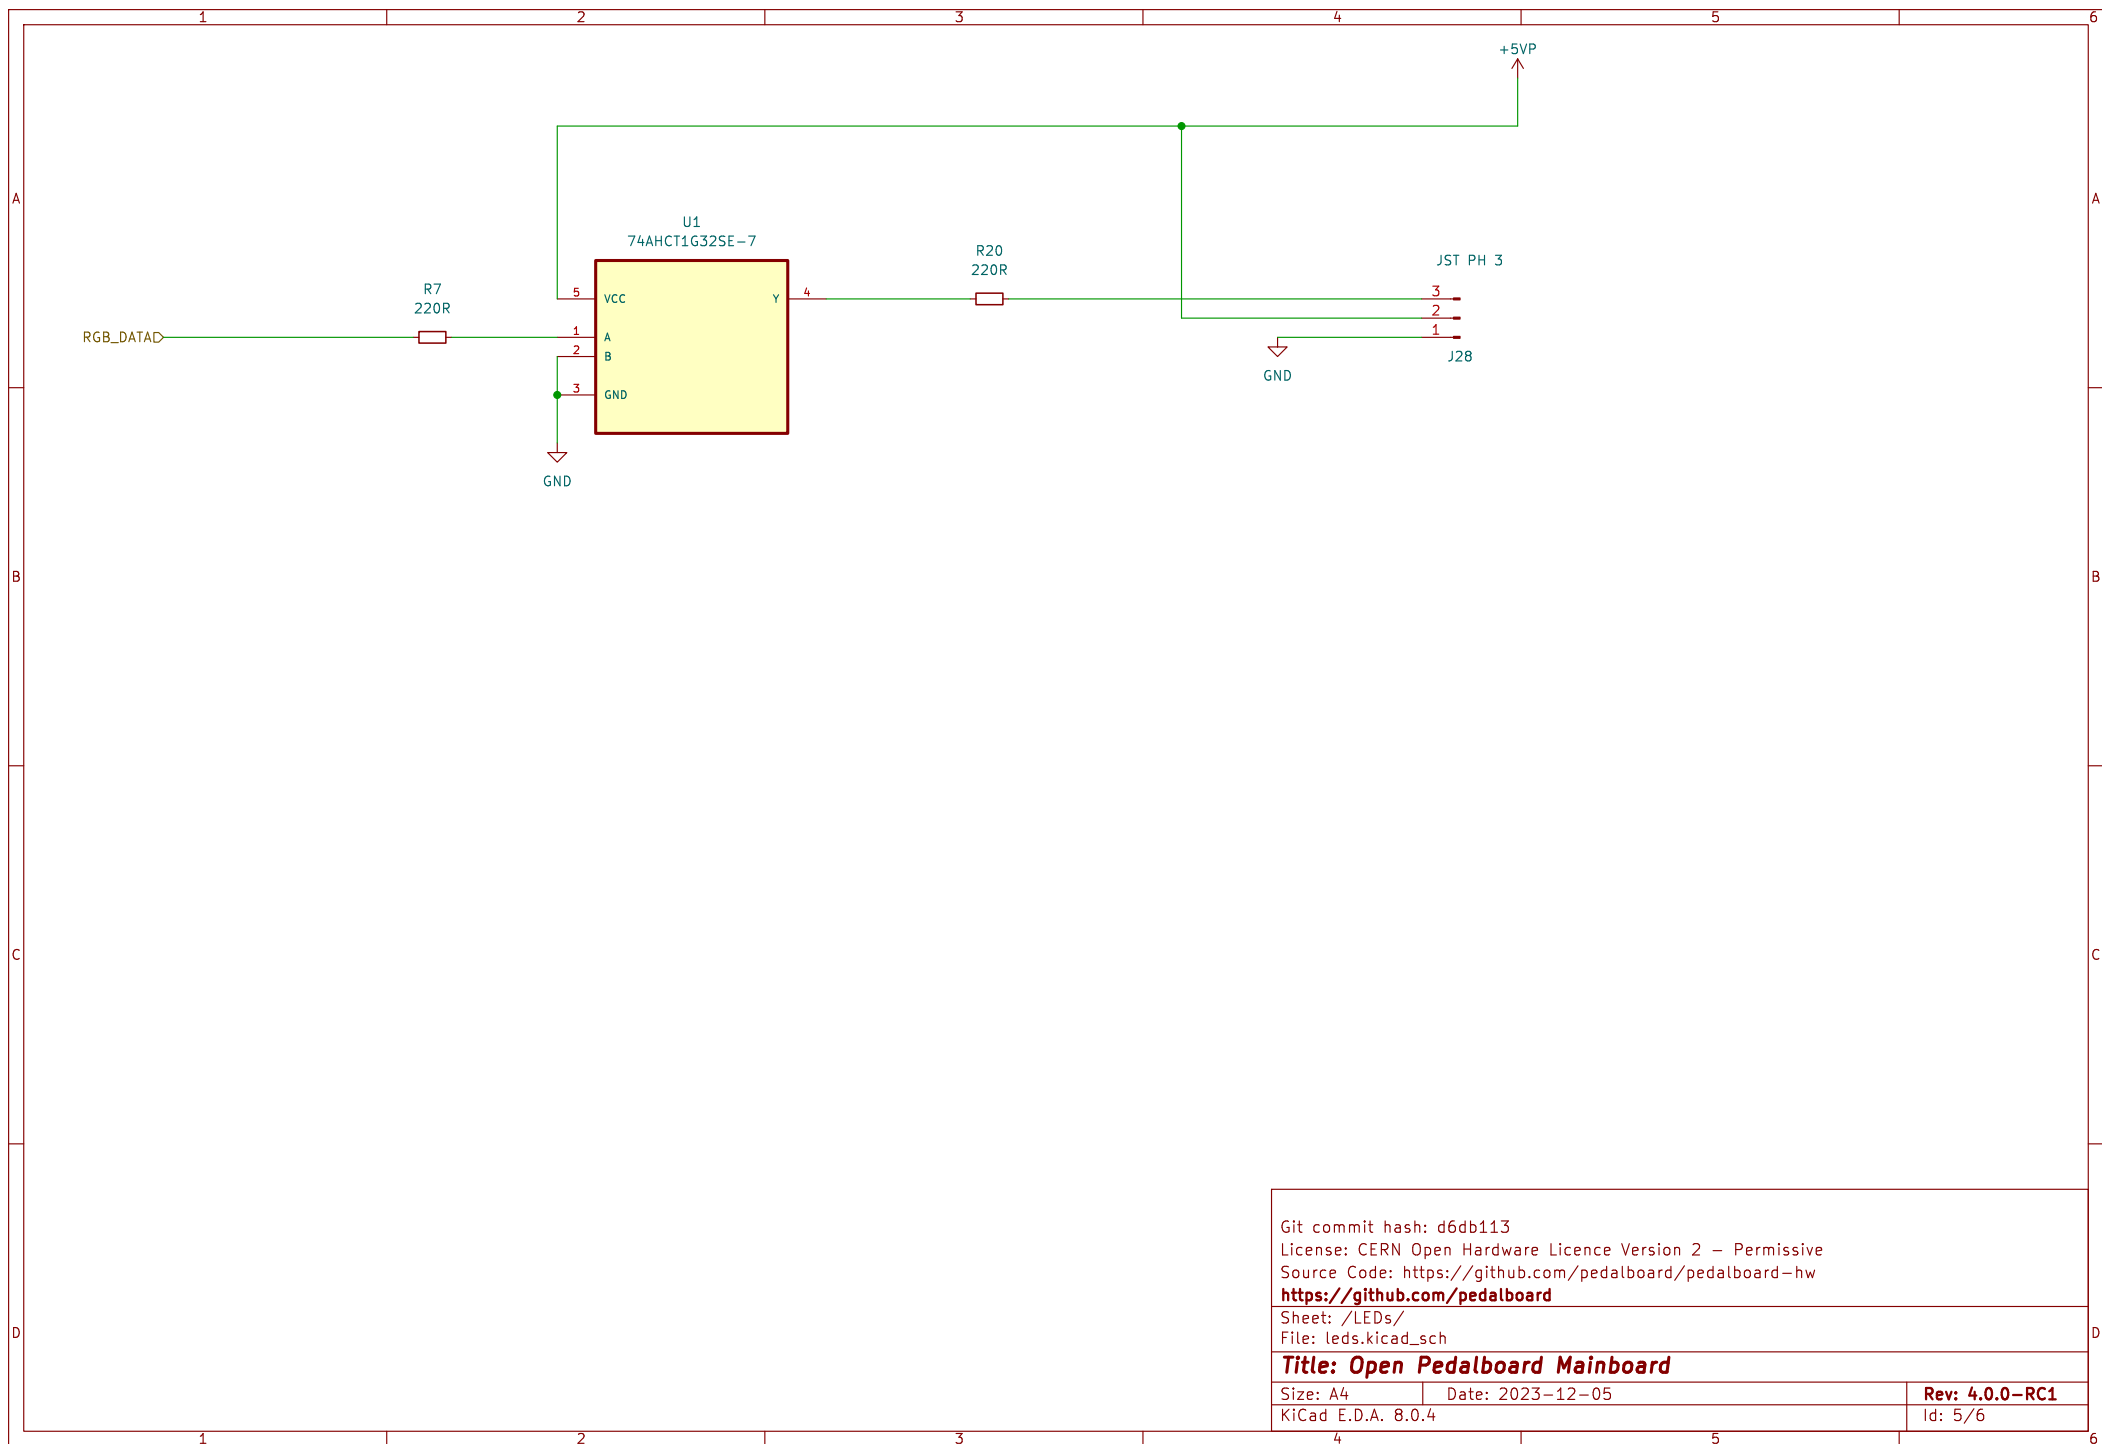 1 2 3 4 5 6
+5VP
A A
U1
74AHCT1G32SE-7
R20
220R
JST PH 3
R7
220R
5 VCC Y 4
3
2
RGB_DATA 1 A 1
2 B
J28
GND
3 GND
GND
B B
C C
Git commit hash: d6db113
License: CERN Open Hardware Licence Version 2 - Permissive
Source Code: https://github.com/pedalboard/pedalboard-hw
https://github.com/pedalboard
Sheet: /LEDs/
D D
File: leds.kicad_sch
Title: Open Pedalboard Mainboard
Size: A4 Date: 2023-12-05 Rev: 4.0.0-RC1
KiCad E.D.A. 8.0.4 Id: 5/6
1 2 3 4 5 6